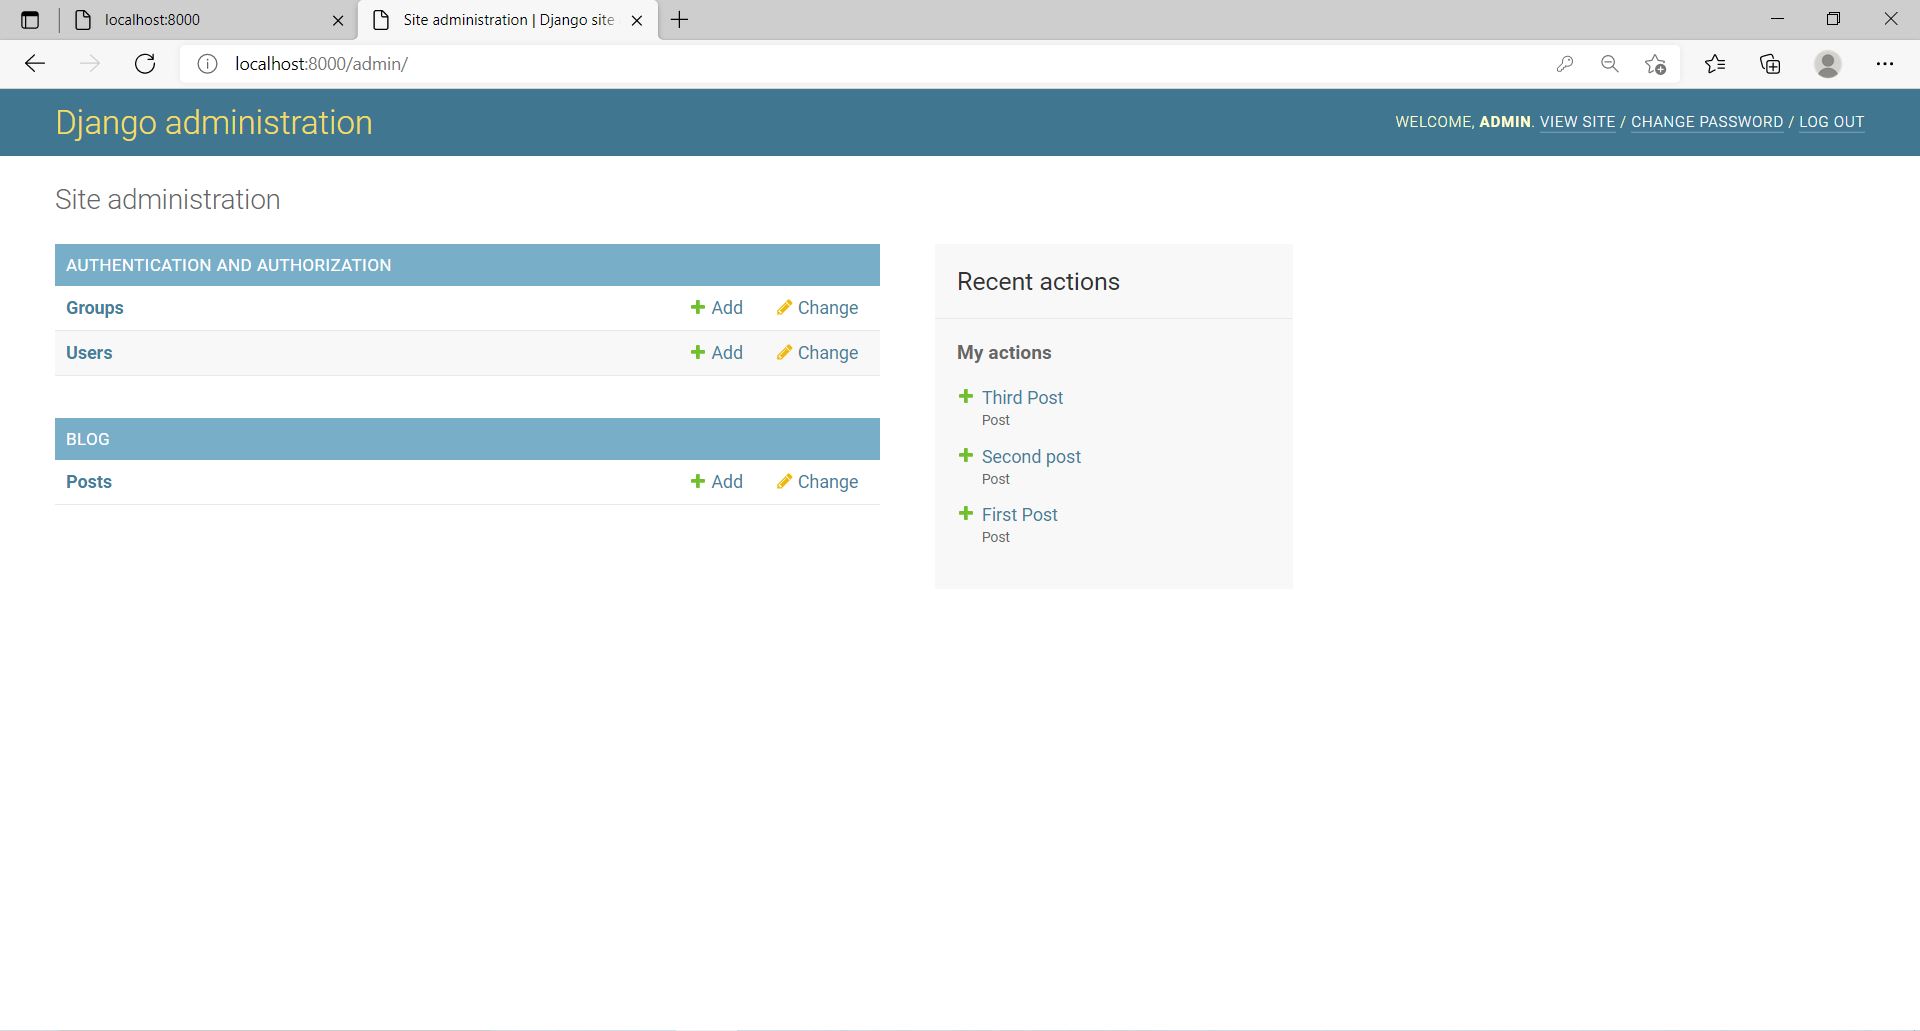 localhost:8000
Site administration | Django site
localhost:8000/admin/
Django administration
WELCOME, ADMIN. VIEW SITE / CHANGE PASSWORD / LOG OUT
Site administration
AUTHENTICATION AND AUTHORIZATION
Groups Add Change
Users Add Change
BLOG
Posts Add Change
Recent actions
My actions
Third Post
Post
Second post
Post
First Post
Post